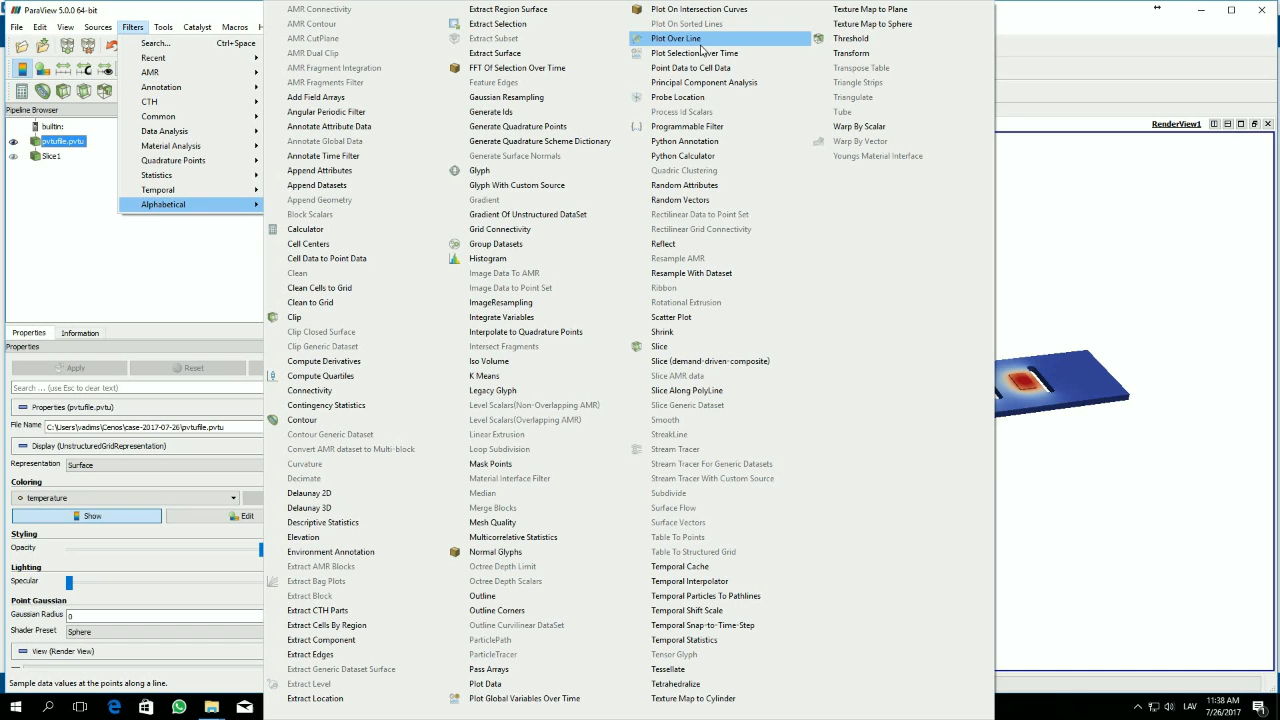 ParaView 5.0.0 64-bit
File
Edit
View
Sources
Filters
Tools
Catalyst
Macros
H
Search...
Ctrl+Space
Recent
AMR
Annotation
CTH
Common
Data Analysis
Material Analysis
Quadrature Points
Statistics
Temporal
Alphabetical
Pipeline Browser
builtin:
pvtufile.pvtu
Slice1
Properties
Information
Properties
Apply
Reset
Search ... (use Esc to clear text)
Properties (pvtufile.pvtu)
File Name
C:\Users\vadims\Cenos\case-2017-07-26\pvtufile.pvtu
Display (UnstructuredGridRepresentation)
Representation
Surface
Coloring
temperature
Show
Edit
Styling
Opacity
Lighting
Specular
Point Gaussian
Gaussian Radius
0
Shader Preset
Sphere
View (Render View)
Sample data values at the points along a line.
AMR Connectivity
AMR Contour
AMR CutPlane
AMR Dual Clip
AMR Fragment Integration
AMR Fragments Filter
Add Field Arrays
Angular Periodic Filter
Annotate Attribute Data
Annotate Global Data
Annotate Time Filter
Append Attributes
Append Datasets
Append Geometry
Block Scalars
Calculator
Cell Centers
Cell Data to Point Data
Clean
Clean Cells to Grid
Clean to Grid
Clip
Clip Closed Surface
Clip Generic Dataset
Compute Derivatives
Compute Quartiles
Connectivity
Contingency Statistics
Contour
Contour Generic Dataset
Convert AMR dataset to Multi-block
Curvature
Decimate
Delaunay 2D
Delaunay 3D
Descriptive Statistics
Elevation
Environment Annotation
Extract AMR Blocks
Extract Bag Plots
Extract Block
Extract CTH Parts
Extract Cells By Region
Extract Component
Extract Edges
Extract Generic Dataset Surface
Extract Level
Extract Location
Extract Region Surface
Extract Selection
Extract Subset
Extract Surface
FFT Of Selection Over Time
Feature Edges
Gaussian Resampling
Generate Ids
Generate Quadrature Points
Generate Quadrature Scheme Dictionary
Generate Surface Normals
Glyph
Glyph With Custom Source
Gradient
Gradient Of Unstructured DataSet
Grid Connectivity
Group Datasets
Histogram
Image Data To AMR
Image Data to Point Set
ImageResampling
Integrate Variables
Interpolate to Quadrature Points
Intersect Fragments
Iso Volume
K Means
Legacy Glyph
Level Scalars(Non-Overlapping AMR)
Level Scalars(Overlapping AMR)
Linear Extrusion
Loop Subdivision
Mask Points
Material Interface Filter
Median
Merge Blocks
Mesh Quality
Multicorrelative Statistics
Normal Glyphs
Octree Depth Limit
Octree Depth Scalars
Outline
Outline Corners
Outline Curvilinear DataSet
ParticlePath
ParticleTracer
Pass Arrays
Plot Data
Plot Global Variables Over Time
Plot On Intersection Curves
Plot On Sorted Lines
Plot Over Line
Plot Selection Over Time
Point Data to Cell Data
Principal Component Analysis
Probe Location
Process Id Scalars
Programmable Filter
Python Annotation
Python Calculator
Quadric Clustering
Random Attributes
Random Vectors
Rectilinear Data to Point Set
Rectilinear Grid Connectivity
Reflect
Resample AMR
Resample With Dataset
Ribbon
Rotational Extrusion
Scatter Plot
Shrink
Slice
Slice (demand-driven-composite)
Slice AMR data
Slice Along PolyLine
Slice Generic Dataset
Smooth
StreakLine
Stream Tracer
Stream Tracer For Generic Datasets
Stream Tracer With Custom Source
Subdivide
Surface Flow
Surface Vectors
Table To Points
Table To Structured Grid
Temporal Cache
Temporal Interpolator
Temporal Particles To Pathlines
Temporal Shift Scale
Temporal Snap-to-Time-Step
Temporal Statistics
Tensor Glyph
Tessellate
Tetrahedralize
Texture Map to Cylinder
Texture Map to Plane
Texture Map to Sphere
Threshold
Transform
Transpose Table
Triangle Strips
Triangulate
Tube
Warp By Scalar
Warp By Vector
Youngs Material Interface
RenderView1
LAV
11:38 AM
7/26/2017